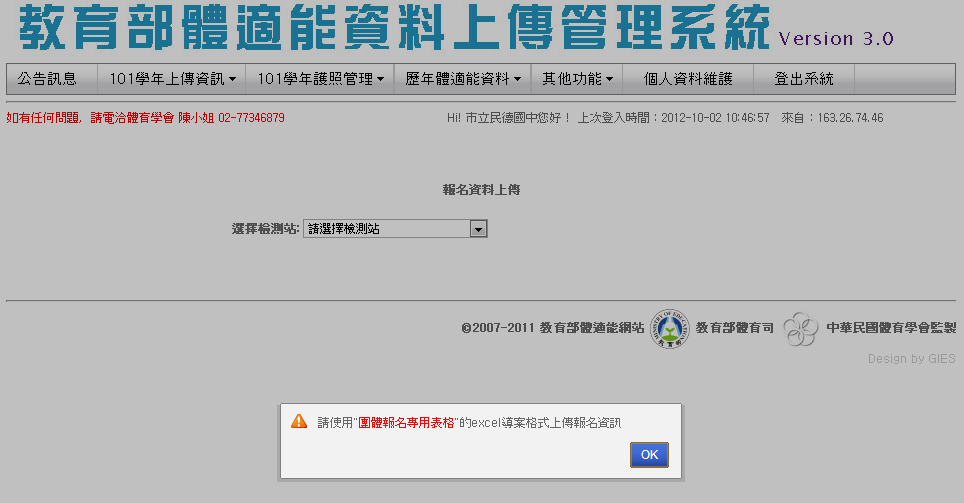 教育部體適能資料上傳管理系統 Version 3.0
公告訊息 101學年上傳資訊 101學年護照管理 歷年體適能資料 其他功能 個人資料維護 登出系統
如有任何問題, 請電洽體育學會 陳小姐 02-77346879 Hi! 市立民德國中您好! 上次登入時間：2012-10-02 10:46:57 來自：163.26.74.46
報名資料上傳
選擇檢測站: 請選擇檢測站
©2007-2011 教育部體適能網站 教育部體育司 中華民國體育學會監製
Design by GIES
請使用"團體報名專用表格"的excel導案格式上傳報名資訊
OK